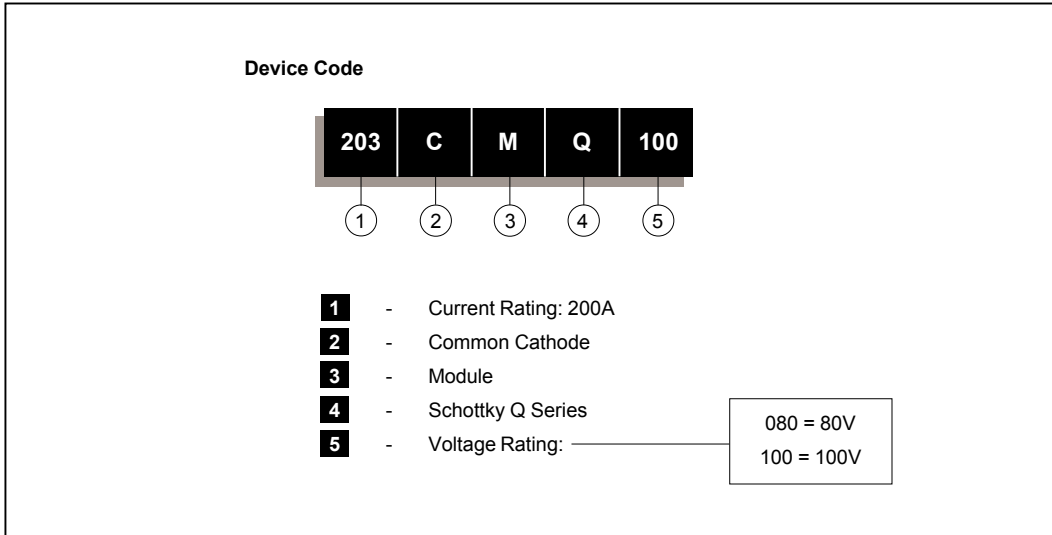 Device Code
203 C M Q 100
1 2 3 4 5
1 - Current Rating: 200A
2 - Common Cathode
3 - Module
4 - Schottky Q Series
5 - Voltage Rating:
080 = 80V
100 = 100V